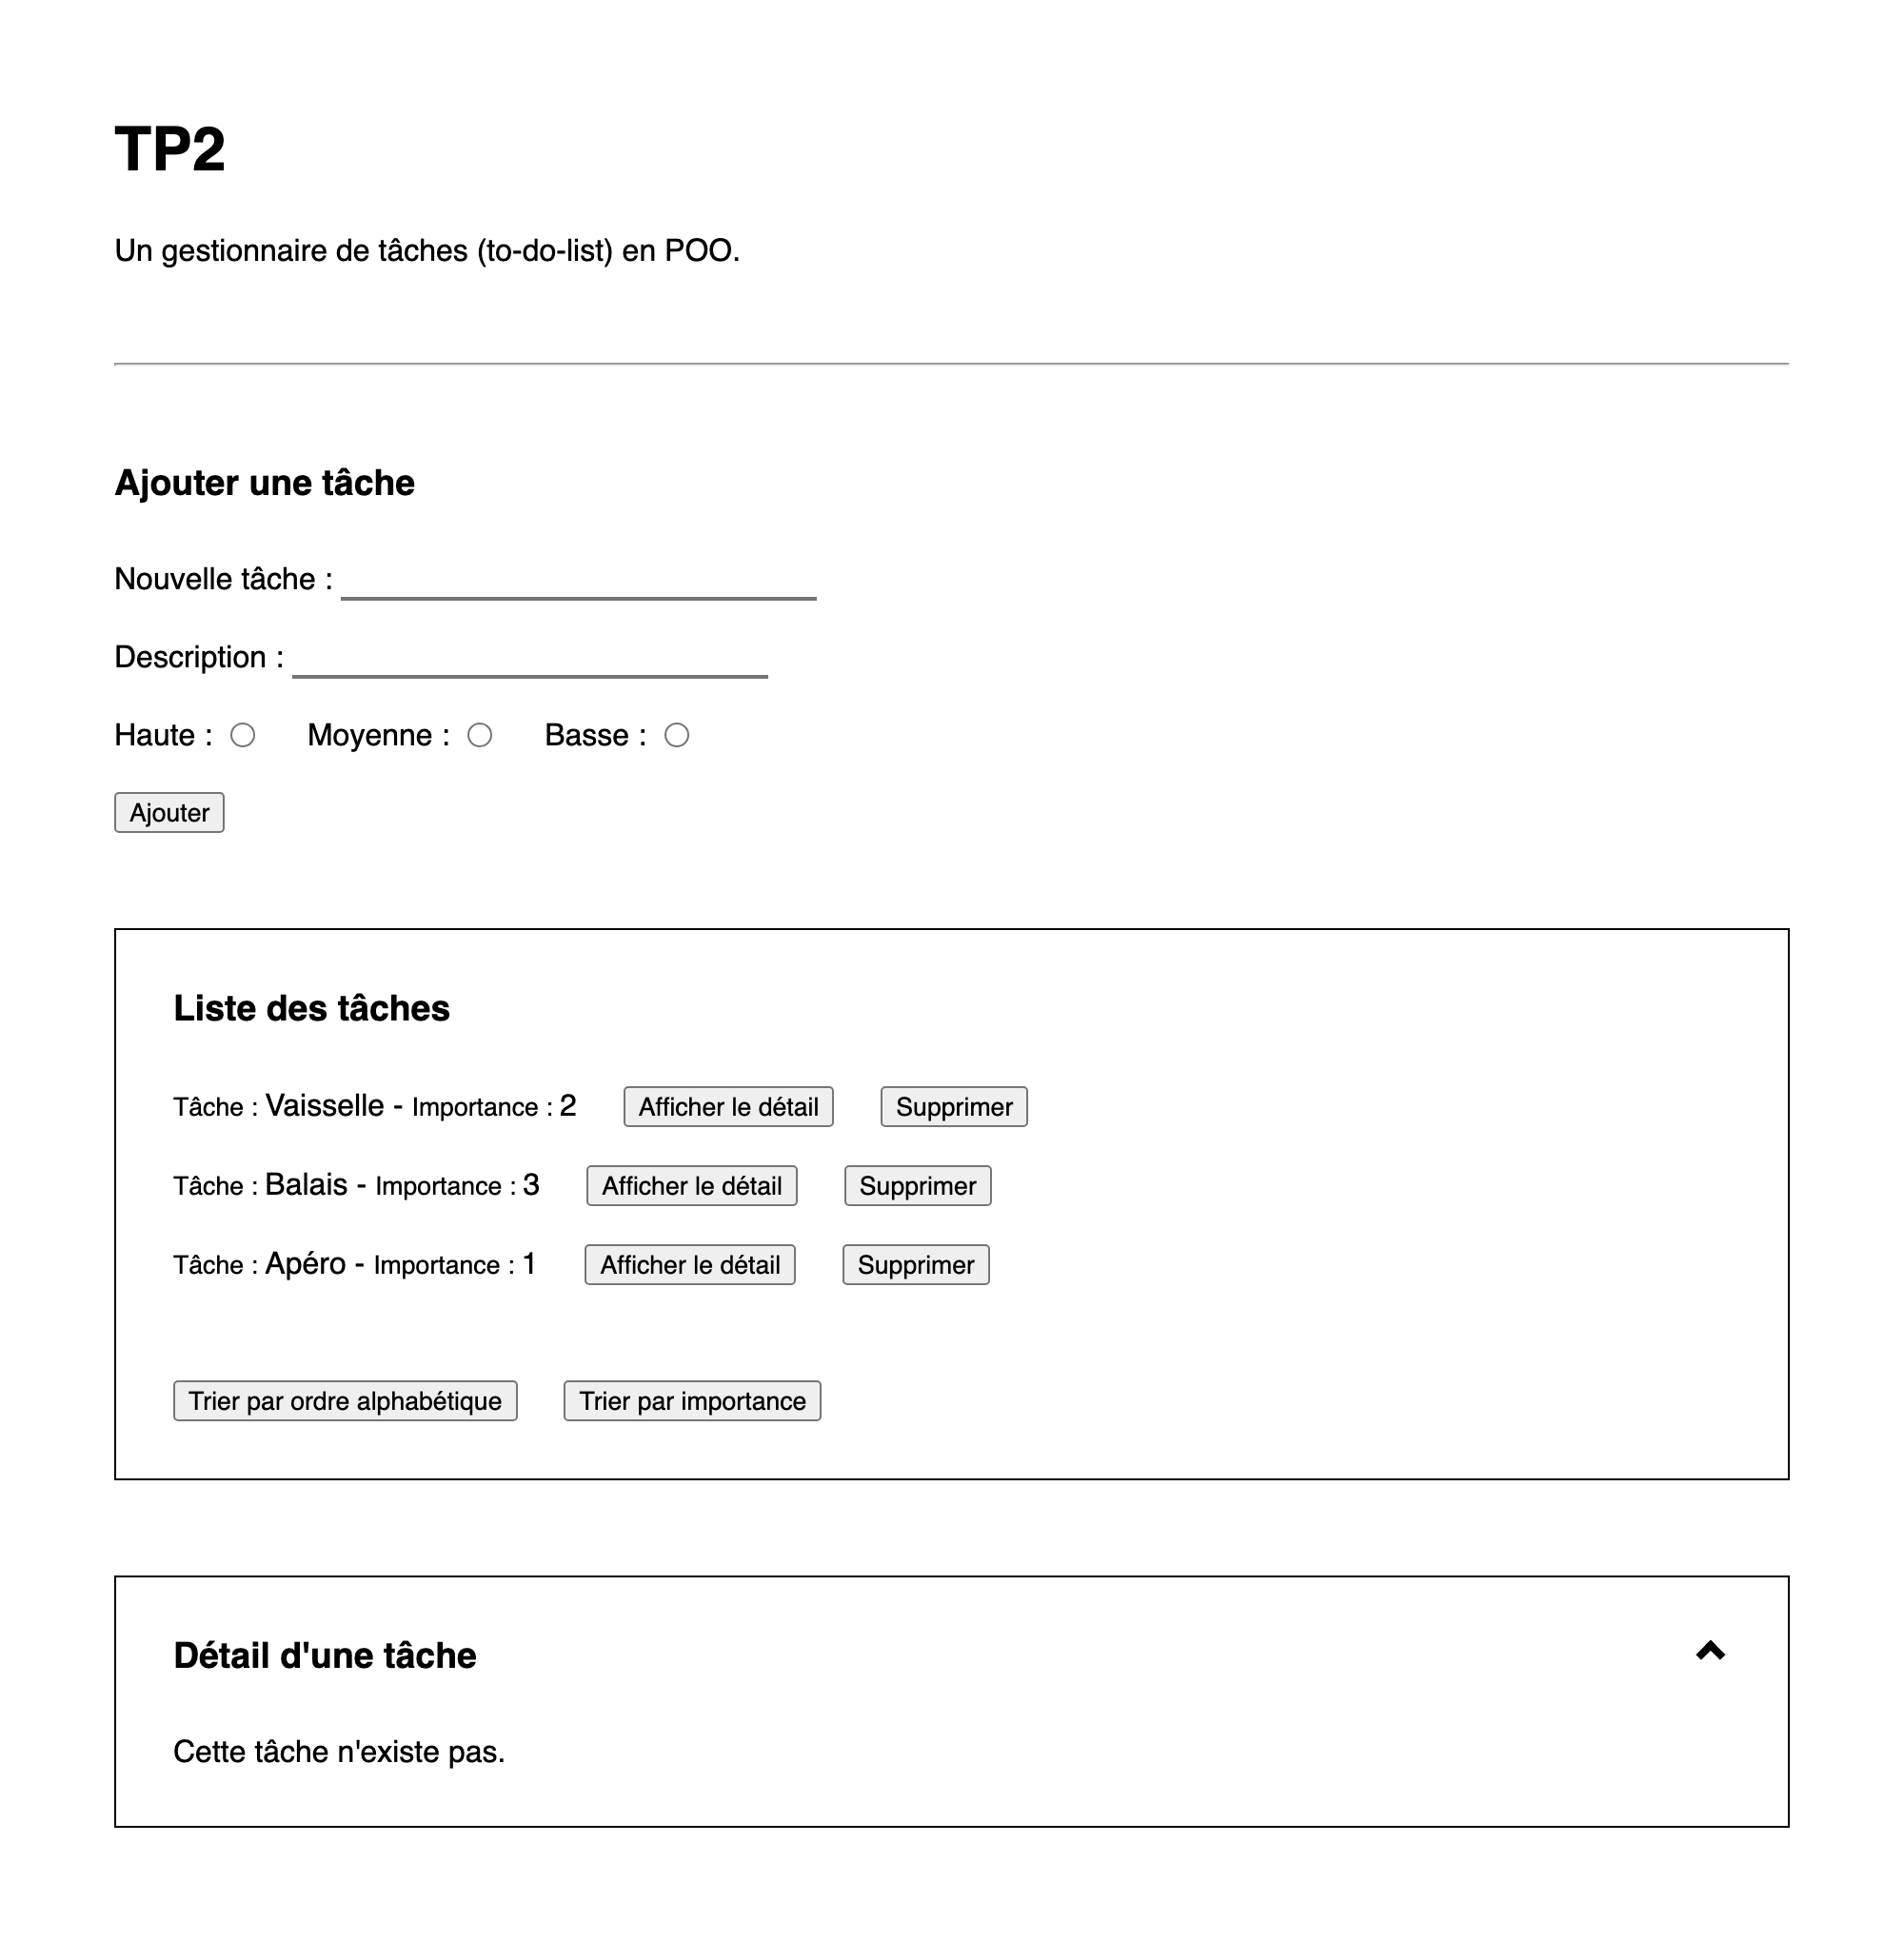 TP2
Un gestionnaire de tâches (to-do-list) en POO.
Ajouter une tâche
Nouvelle tâche :
Description :
Haute : Moyenne : Basse :
Ajouter
Liste des tâches
Tâche : Vaisselle - Importance : 2 Afficher le détail Supprimer
Tâche : Balais - Importance : 3 Afficher le détail Supprimer
Tâche : Apéro - Importance : 1 Afficher le détail Supprimer
Trier par ordre alphabétique Trier par importance
Détail d'une tâche
Cette tâche n'existe pas.